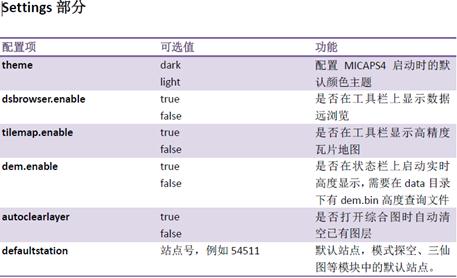 Settings 部分
配置项 可选值 功能
theme dark 配置 MICAPS4 启动时的默
light 认颜色主题
dsbrowser.enable true 是否在工具栏上显示数据
false 远浏览
tilemap.enable true 是否在工具栏显示高精度
false 瓦片地图
dem.enable true 是否在状态栏上启动实时
false 高度显示,需要在 data 目录
下有 dem.bin 高度查询文件
autoclearlayer true 是否打开综合图时自动清
false 空已有图层
defaultstation 站点号，例如 54511 默认站点，模式探空、三仙
图等模块中的默认站点。